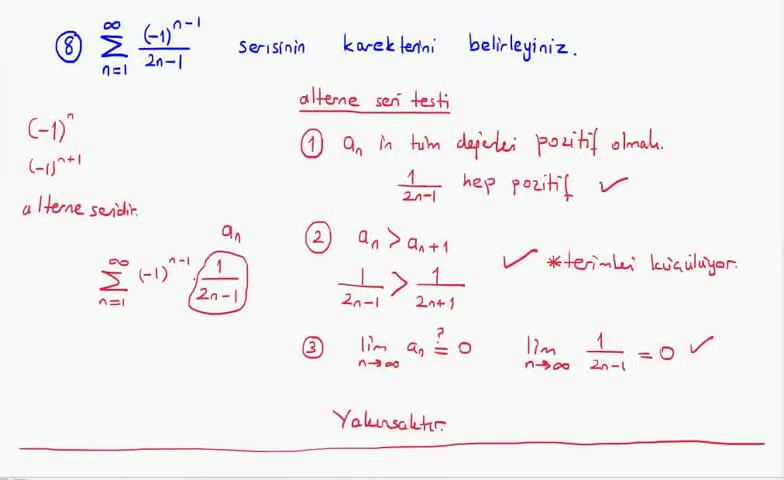 ⑧ ∑_{n=1}^{∞} (-1)^{n-1} / 2n-1 serisinin karekterini belirleyiniz.
(-1)^n
(-1)^{n+1}
alterne seridir.
a_n
∑_{n=1}^{∞} (-1)^{n-1} · 1 / 2n-1
alterne seri testi
① a_n in tüm değerleri pozitif olmalı.
1 / 2n-1 hep pozitif ✓
② a_n > a_{n+1}
1 / 2n-1 > 1 / 2n+1 ✓ *terimleri küçülüyor.
③ lim_{n→∞} a_n ?= 0 lim_{n→∞} 1 / 2n-1 = 0 ✓
Yakınsaktır.